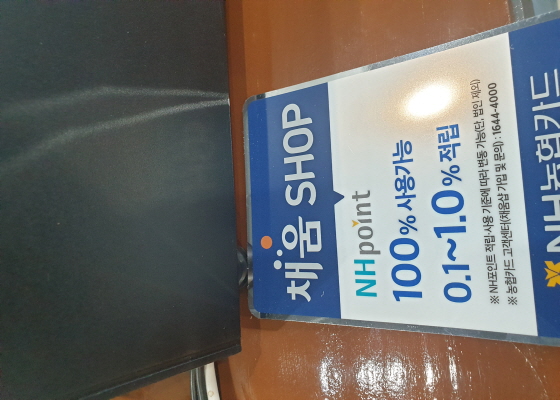 채움 SHOP
NHpoint
100% 사용가능
0.1~1.0% 적립
※ NH포인트 적립·사용 기준에 따라 변동 가능(단, 법인 제외)
※ 농협카드 고객센터(채움샵 가입 및 문의) : 1644-4000
NH농협카드